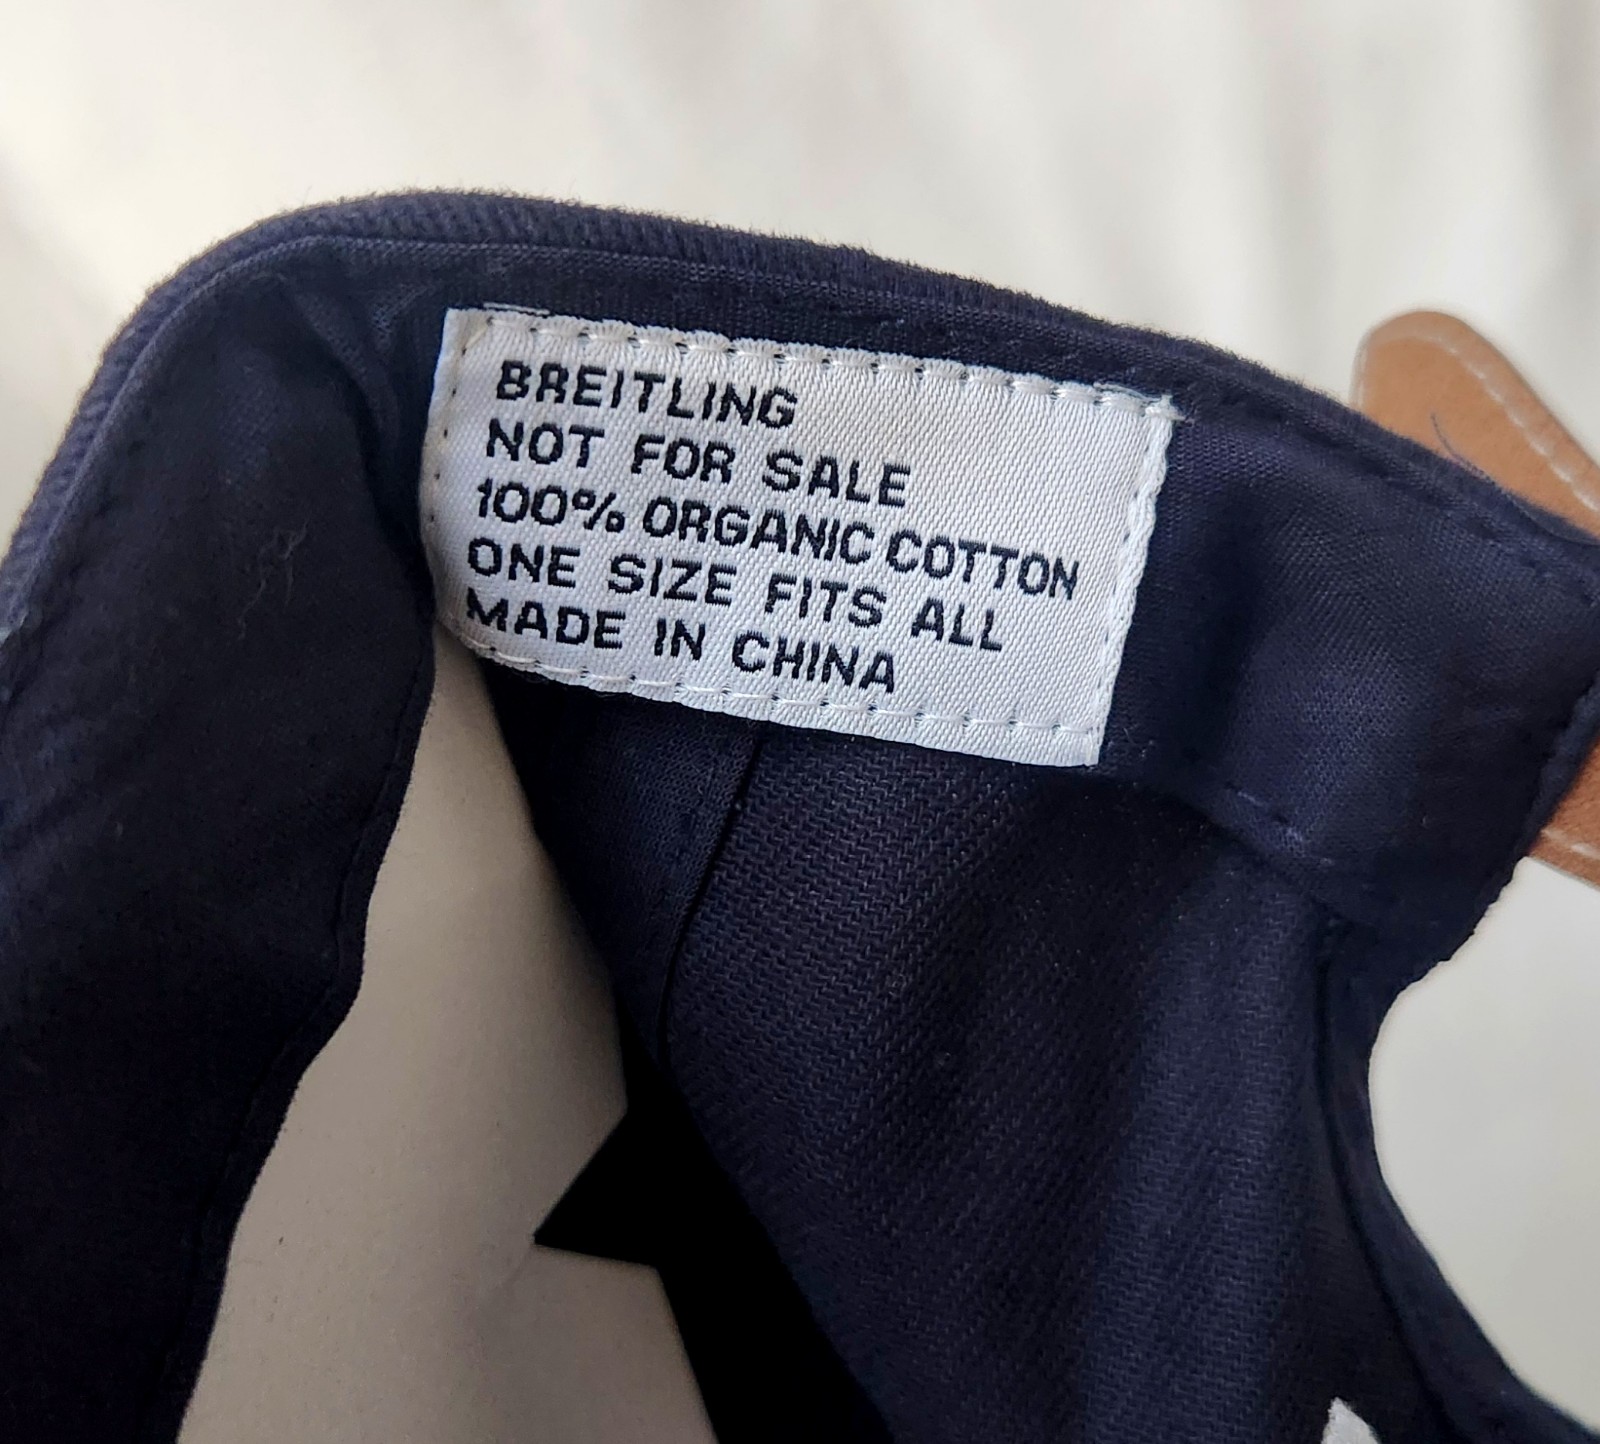 BREITLING
NOT FOR SALE
100% ORGANIC COTTON
ONE SIZE FITS ALL
MADE IN CHINA